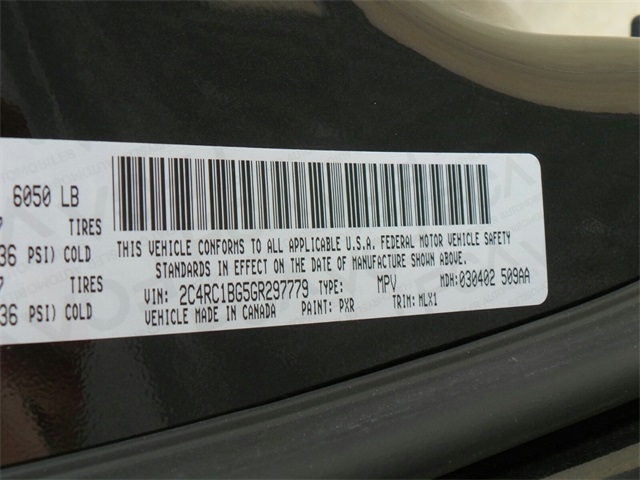 6050 LB
TIRES
36 PSI) COLD
TIRES
36 PSI) COLD
THIS VEHICLE CONFORMS TO ALL APPLICABLE U.S.A. FEDERAL MOTOR VEHICLE SAFETY
STANDARDS IN EFFECT ON THE DATE OF MANUFACTURE SHOWN ABOVE.
VIN: 2C4RC1BG5GR297779 TYPE: MPV MDH:030402 509AA
VEHICLE MADE IN CANADA PAINT: PXR TRIM: MLX1